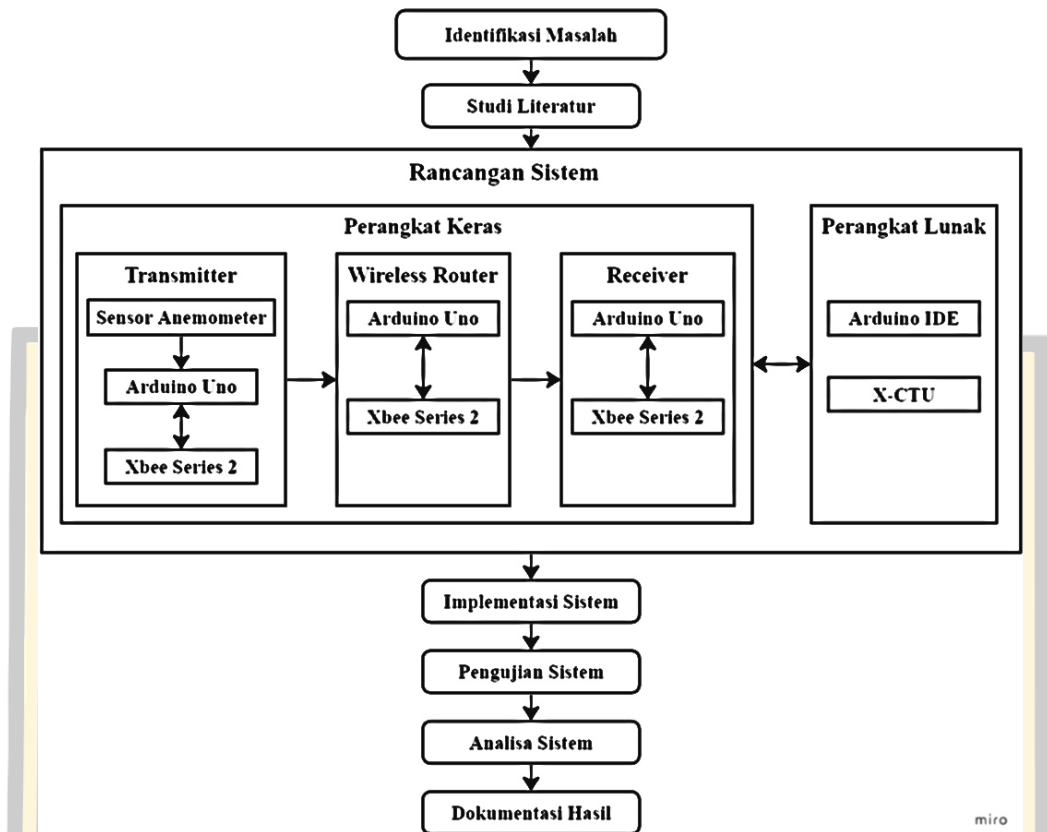 Identifikasi Masalah
Studi Literatur
Rancangan Sistem
Perangkat Keras
Transmitter
Sensor Anemometer
Arduino Uno
Xbee Series 2
Wireless Router
Arduino Uno
Xbee Series 2
Receiver
Arduino Uno
Xbee Series 2
Perangkat Lunak
Arduino IDE
X-CTU
Implementasi Sistem
Pengujian Sistem
Analisa Sistem
Dokumentasi Hasil
miro